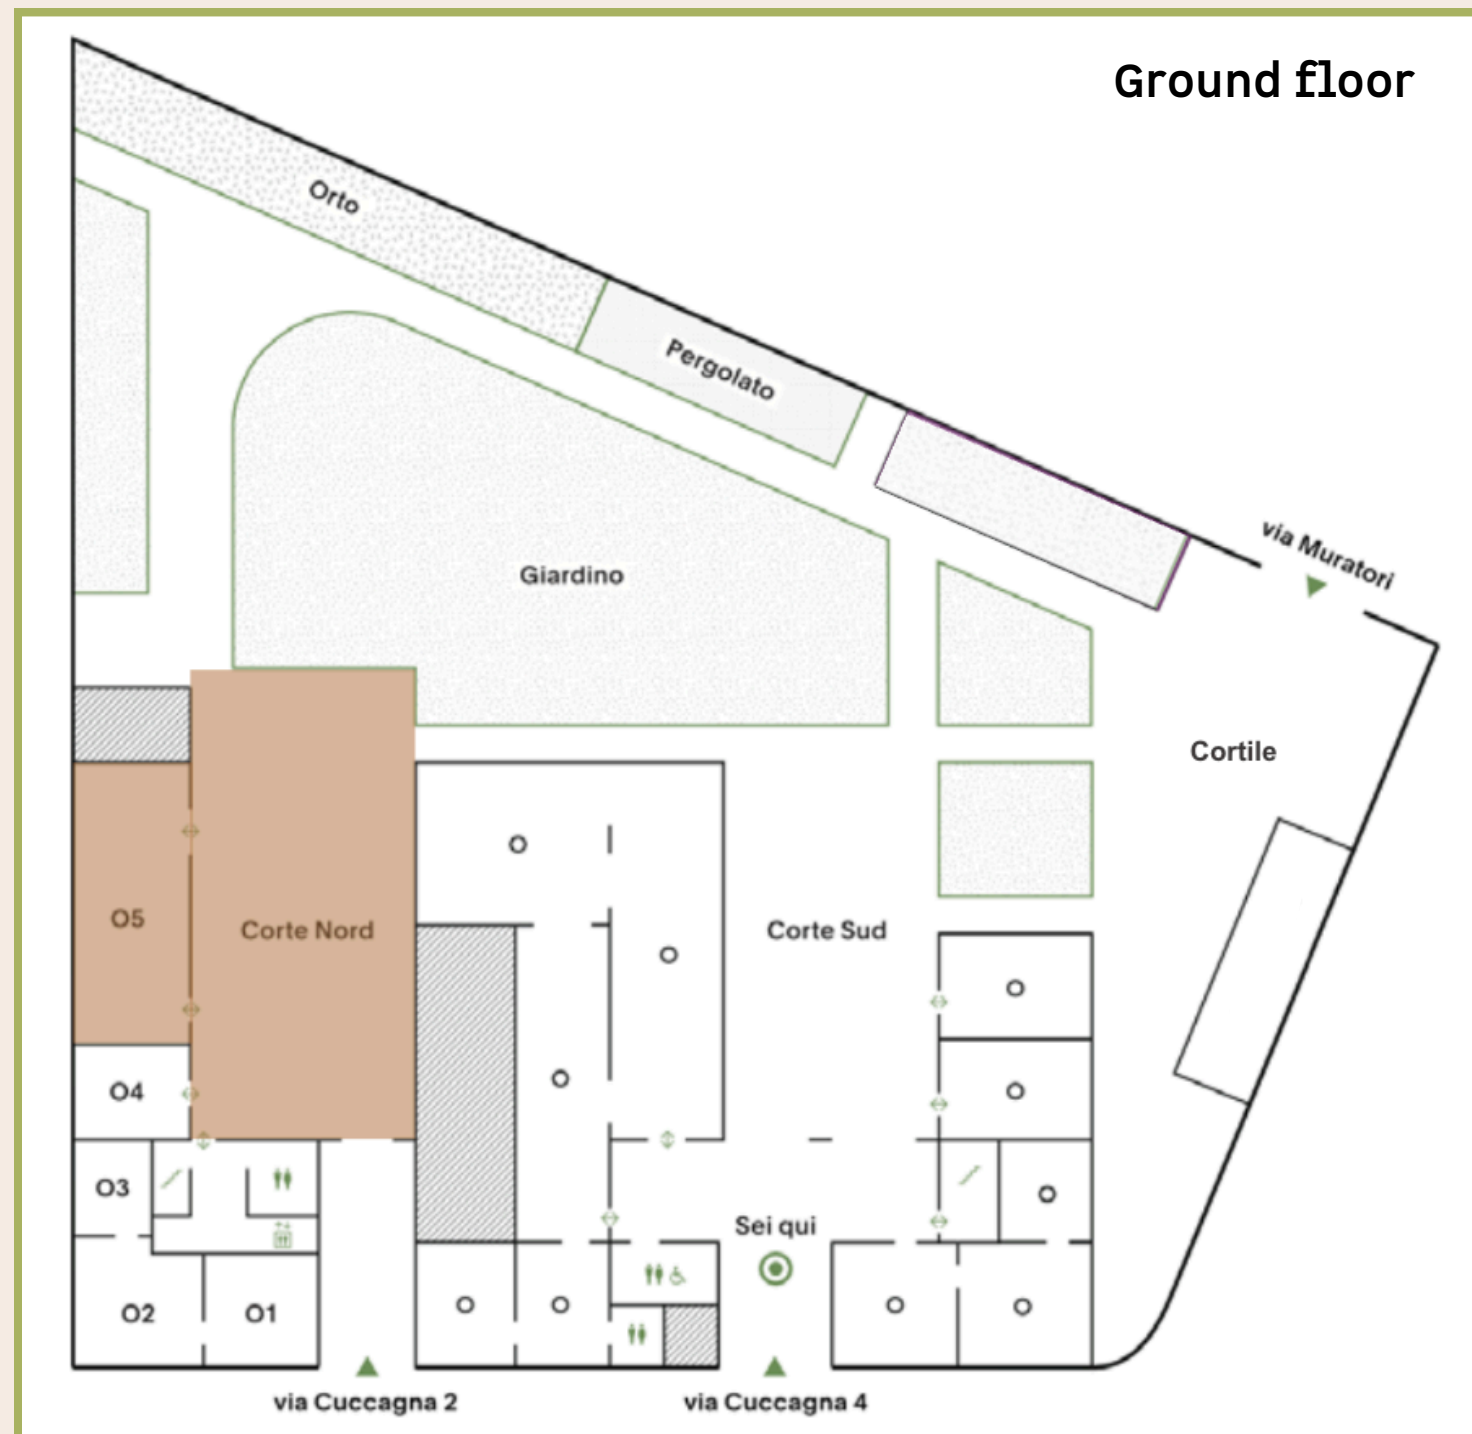 Ground floor
Orto
Pergolato
via Muratori
Giardino
Cortile
O5
Corte Nord
Corte Sud
O4
O3
Sei qui
O2
O1
via Cuccagna 2
via Cuccagna 4